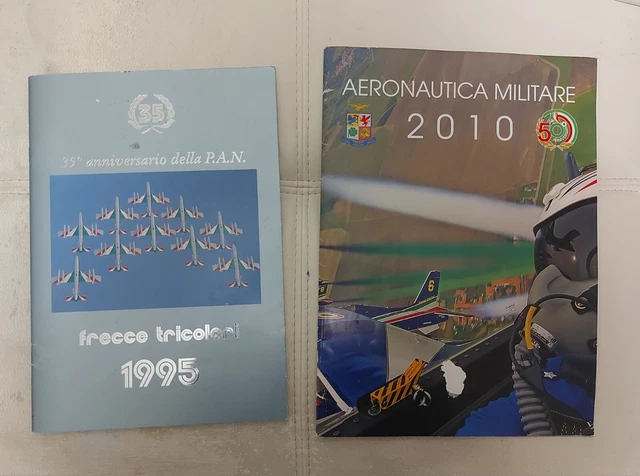 35
35° anniversario della P.A.N.
frecce tricolori
1995
AERONAUTICA MILITARE
2010
50
6